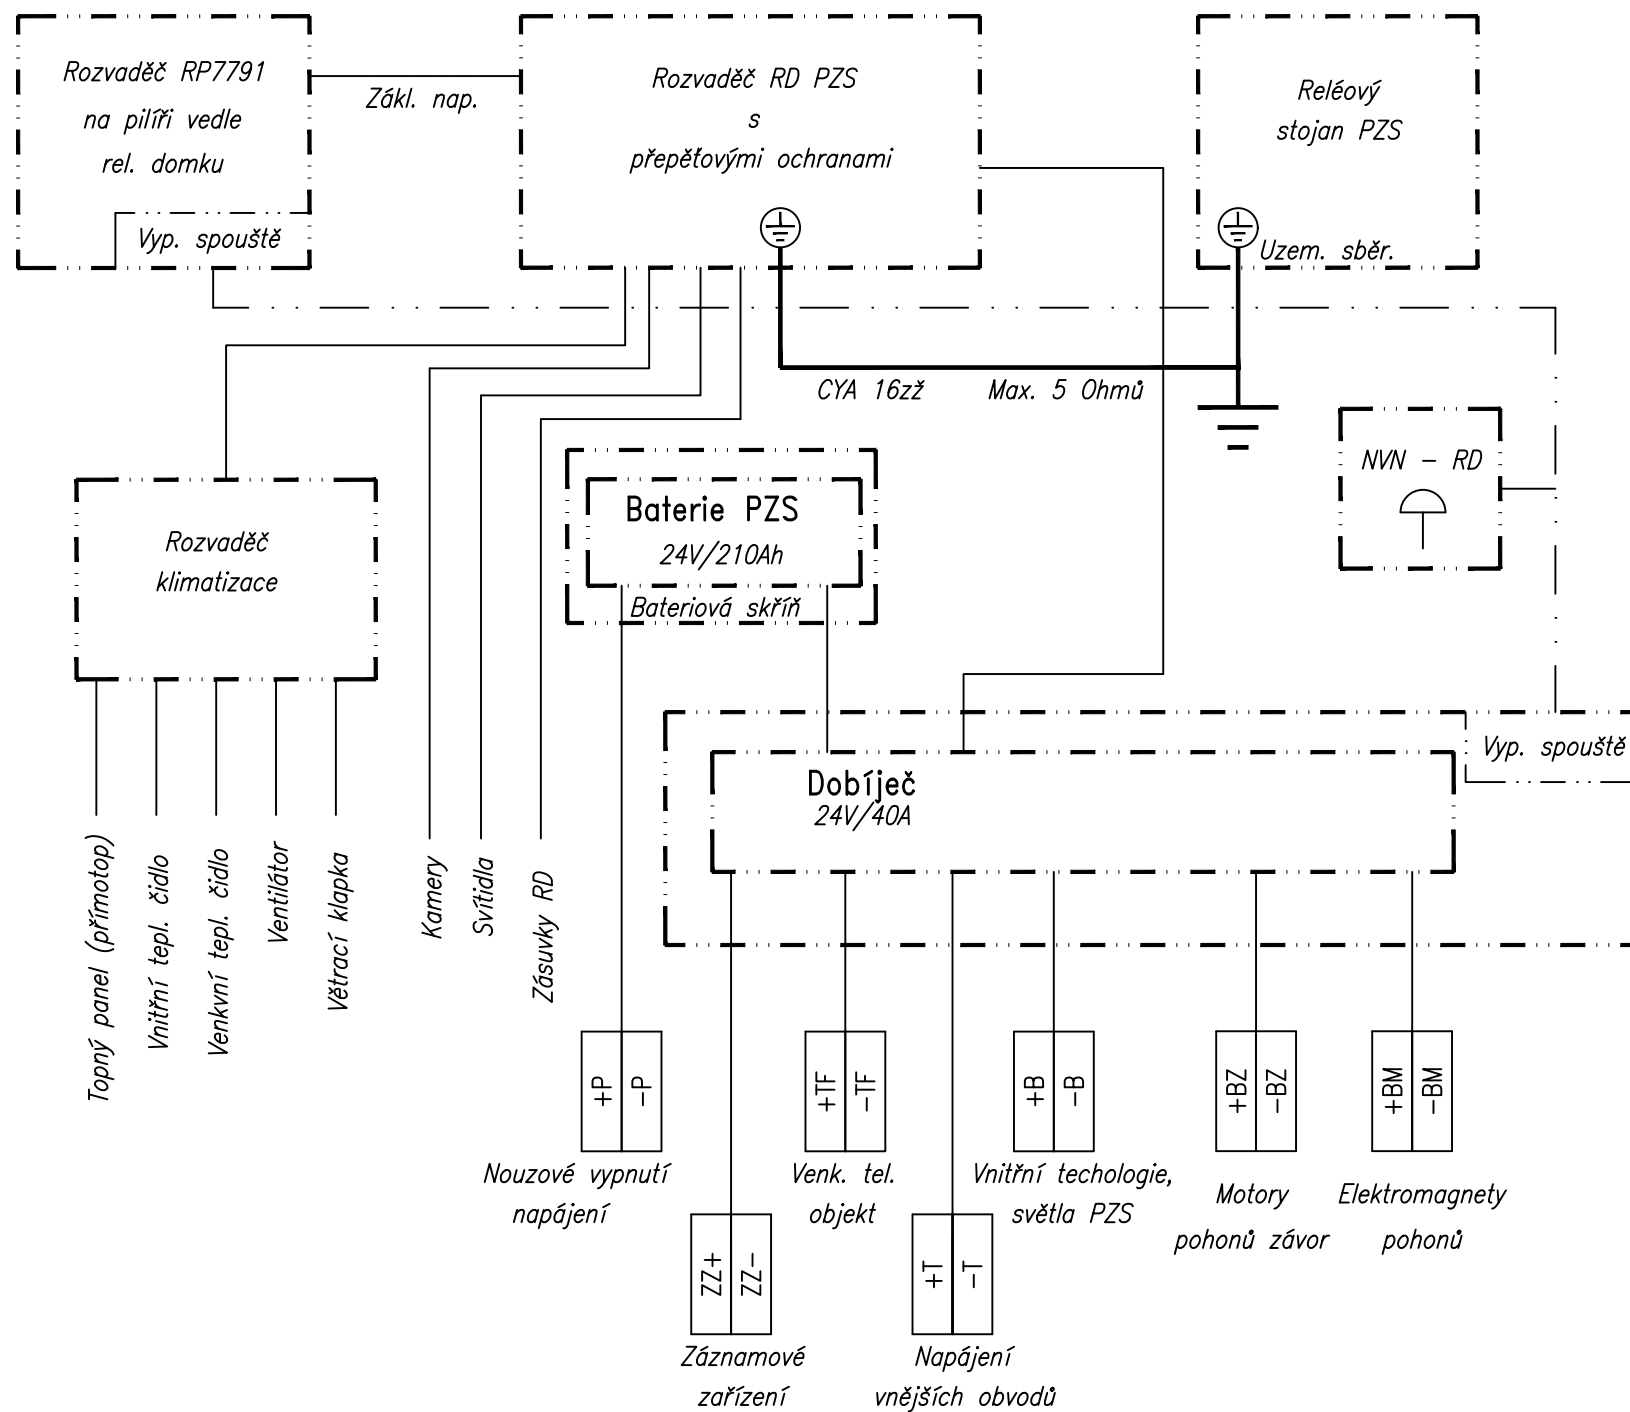 Rozvaděč RP7791
na pilíři vedle
rel. domku
Vyp. spouště
Zákl. nap.
Rozvaděč RD PZS
s
přepěťovými ochranami
Reléový
stojan PZS
Uzem. sběr.
CYA 16zž
Max. 5 Ohmů
NVN - RD
Rozvaděč
klimatizace
Baterie PZS
24V/210Ah
Bateriová skříň
Vyp. spouště
Dobíječ
24V/40A
Topný panel (přímotop)
Vnitřní tepl. čidlo
Venkvní tepl. čidlo
Ventilátor
Větrací klapka
Kamery
Svítidla
Zásuvky RD
+P
-P
Nouzové vypnutí
napájení
+TF
-TF
Venk. tel.
objekt
+B
-B
Vnitřní techologie,
světla PZS
+BZ
-BZ
Motory
pohonů závor
+BM
-BM
Elektromagnety
pohonů
ZZ+
ZZ-
Záznamové
zařízení
+T
-T
Napájení
vnějších obvodů